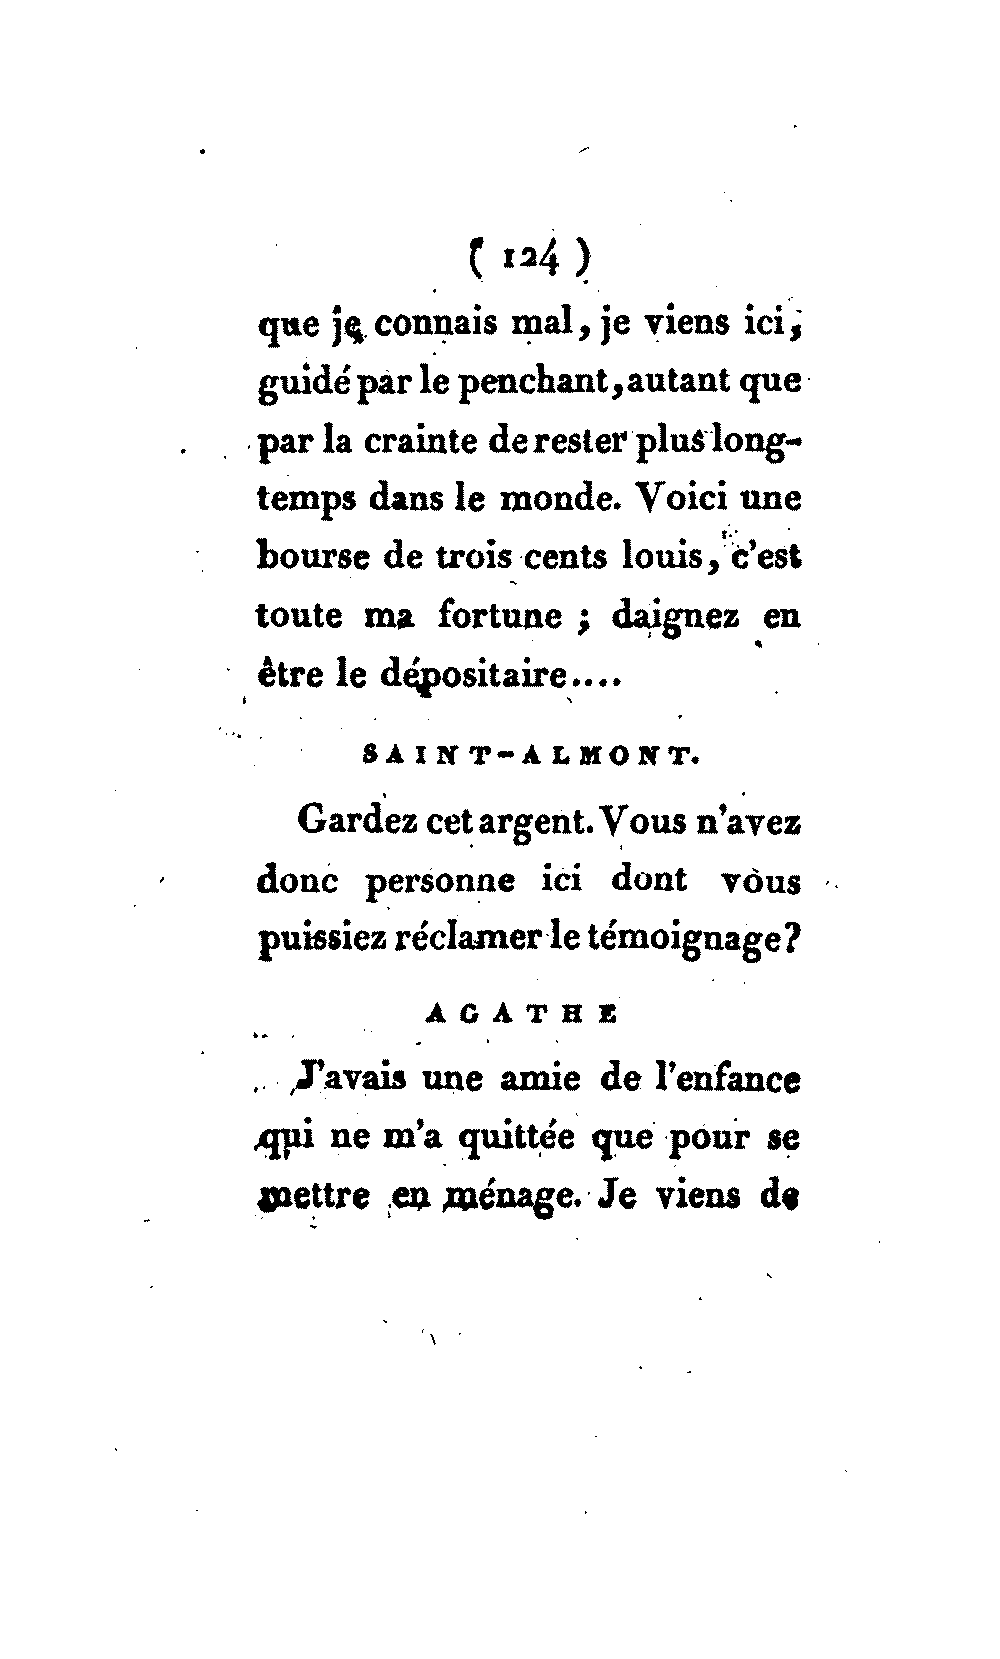 ( 124 )
que je connais mal, je viens ici,
guidé par le penchant, autant que
par la crainte de rester plus long-
temps dans le monde. Voici une
bourse de trois cents louis, c'est
toute ma fortune ; daignez en
être le dépositaire....
SAINT-ALMONT.
Gardez cet argent. Vous n'avez
donc personne ici dont vous
puissiez réclamer le témoignage?
AGATHE
J'avais une amie de l'enfance
qui ne m'a quittée que pour se
mettre en ménage. Je viens de